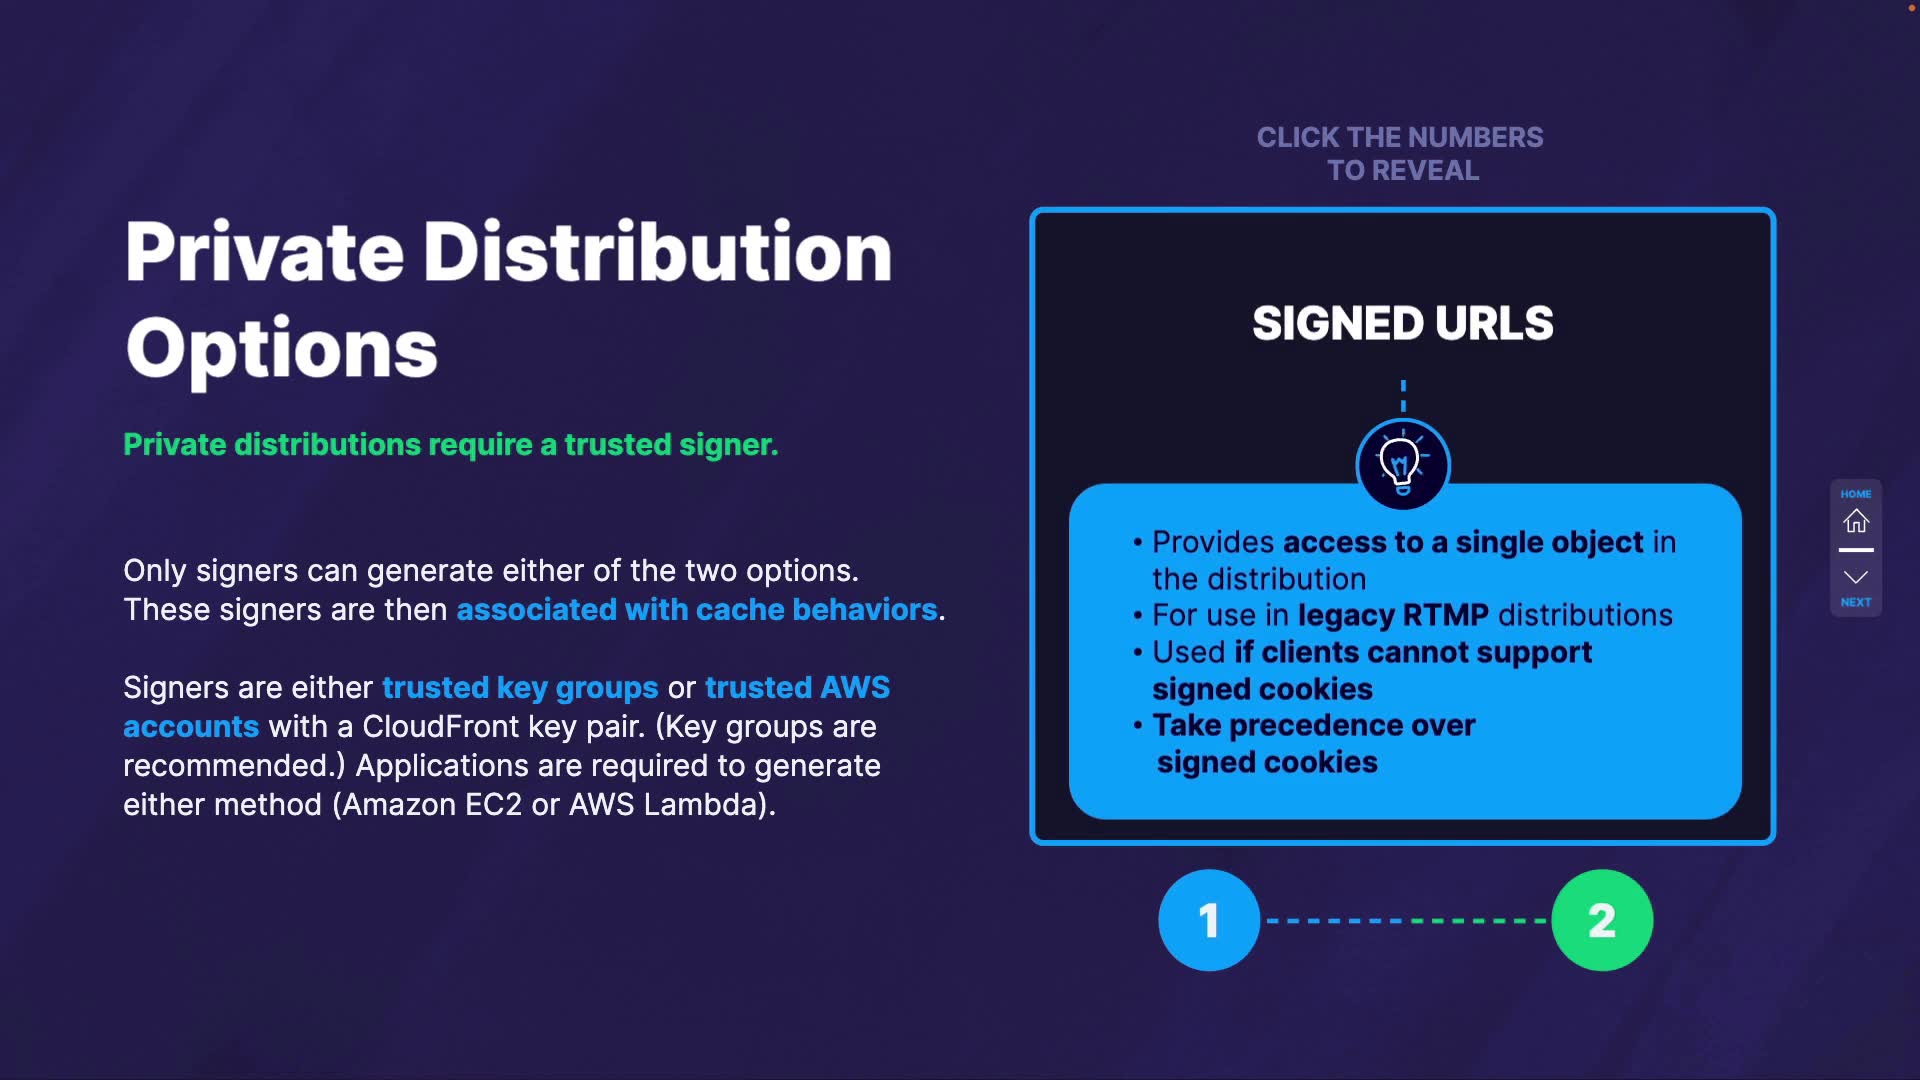 Private Distribution
Options
Private distributions require a trusted signer.
Only signers can generate either of the two options.
These signers are then associated with cache behaviors.
Signers are either trusted key groups or trusted AWS
accounts with a CloudFront key pair. (Key groups are
recommended.) Applications are required to generate
either method (Amazon EC2 or AWS Lambda).
CLICK THE NUMBERS
TO REVEAL
SIGNED URLS
• Provides access to a single object in
the distribution
• For use in legacy RTMP distributions
• Used if clients cannot support
signed cookies
• Take precedence over
signed cookies
1
2
HOME
NEXT